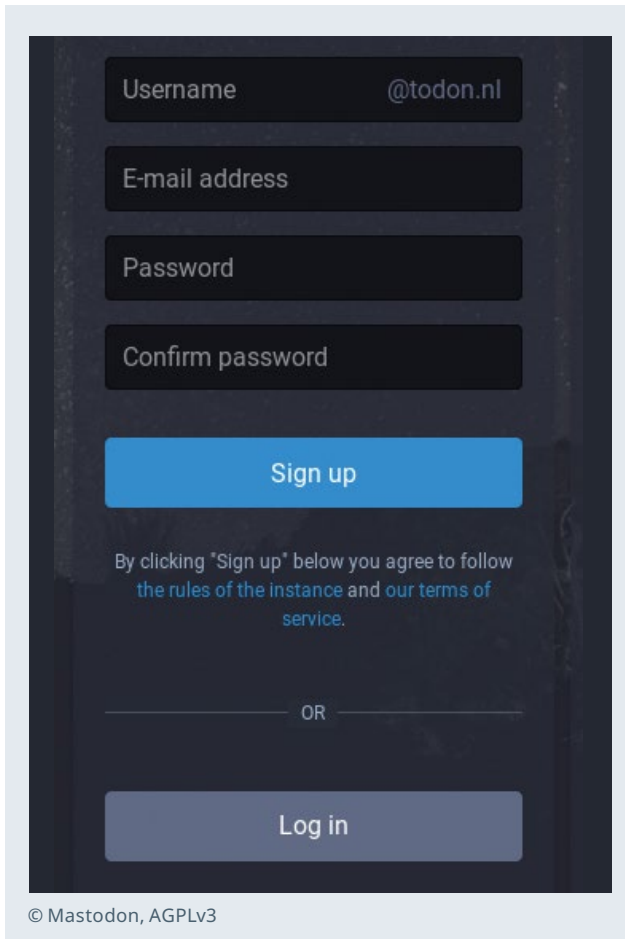 Username @todon.nl
E-mail address
Password
Confirm password
Sign up
By clicking "Sign up" below you agree to follow
the rules of the instance and our terms of
service.
OR
Log in
© Mastodon, AGPLv3